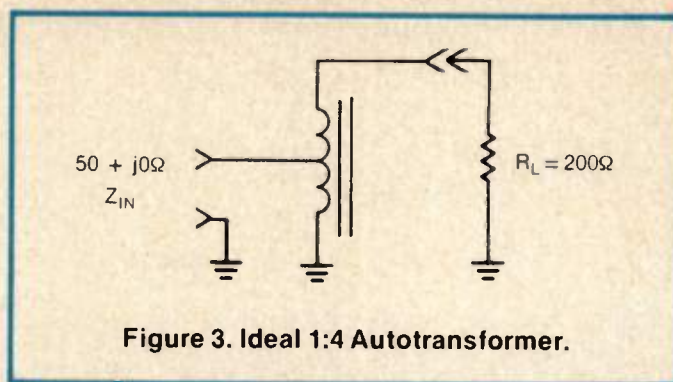 50 + j0Ω
Z_IN
R_L = 200Ω
Figure 3. Ideal 1:4 Autotransformer.